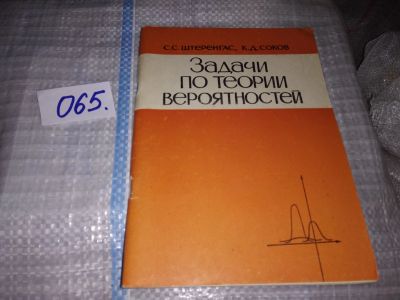 С.С. ШТЕРЕНГАС, К.Д. СОКОВ
ЗАДАЧИ
ПО ТЕОРИИ
ВЕРОЯТНОСТЕЙ
065.